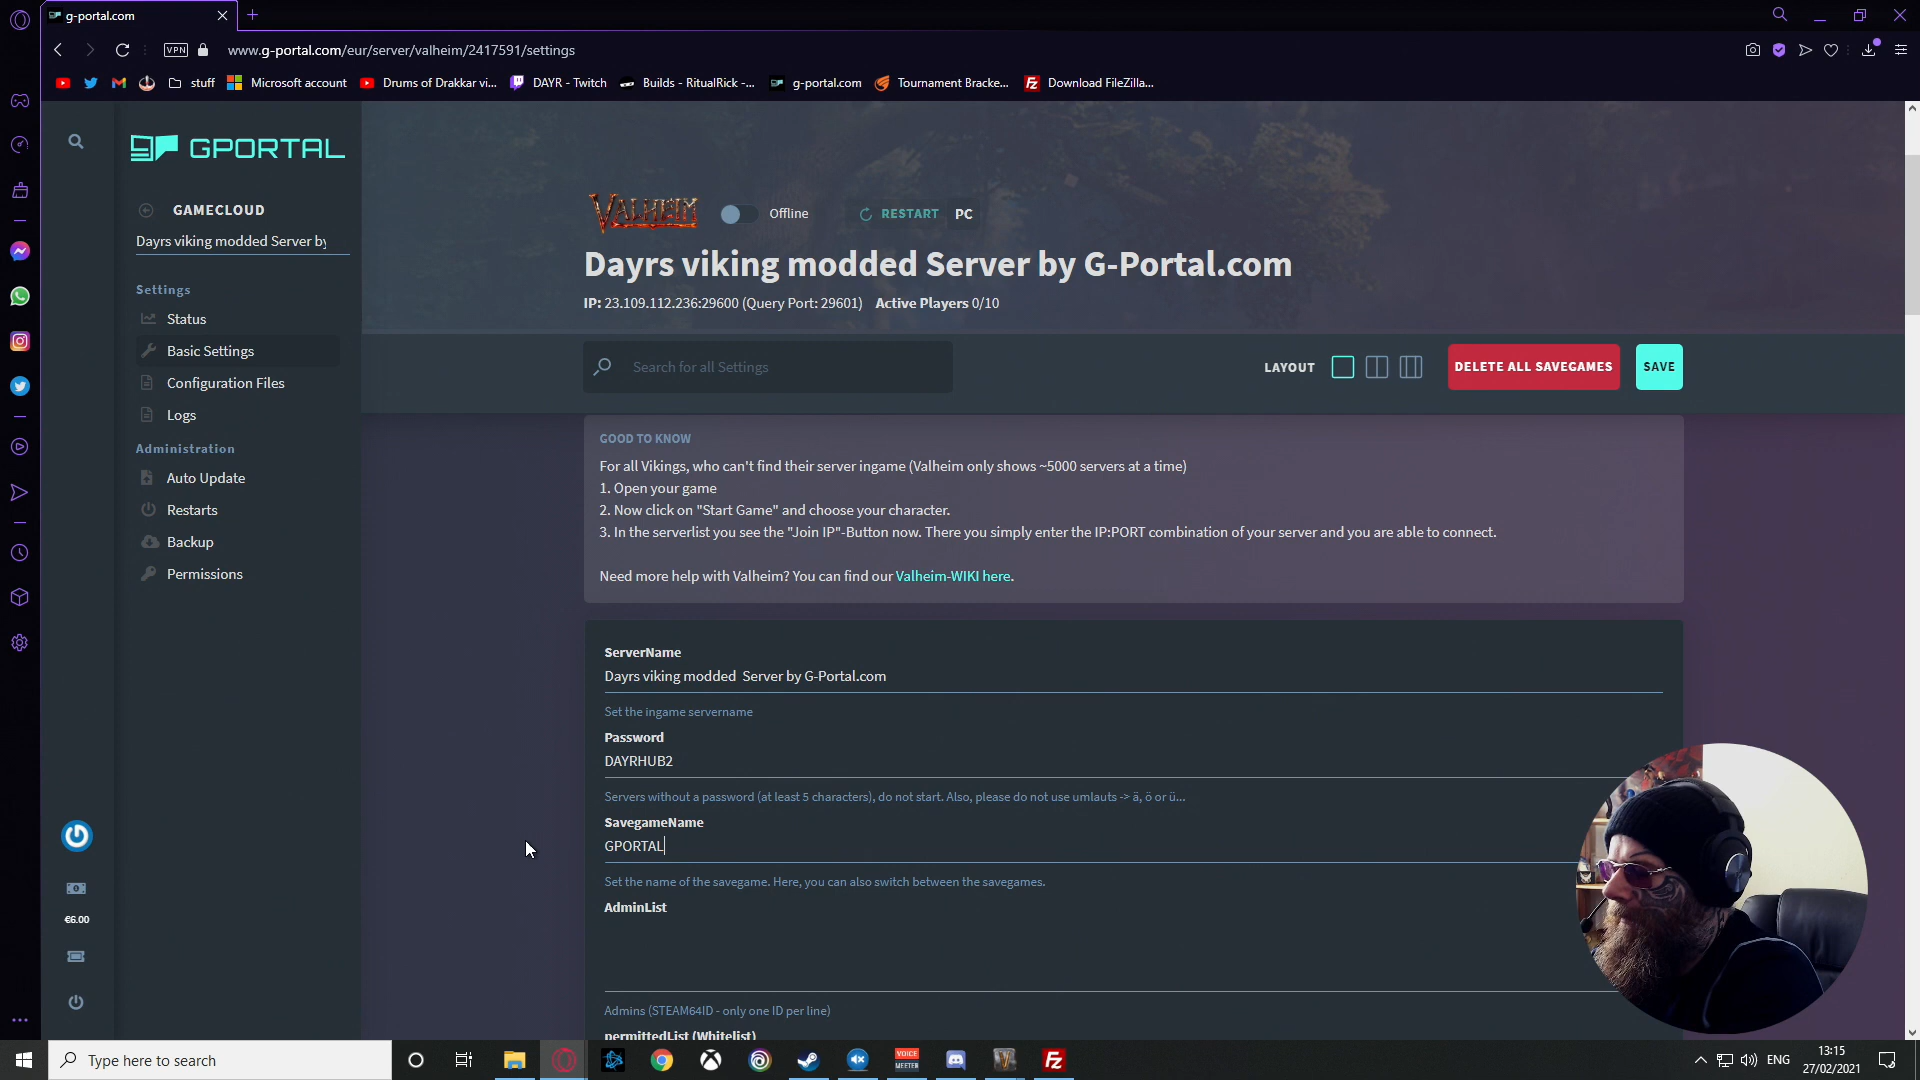 g-portal.com
VPN
www.g-portal.com/eur/server/valheim/2417591/settings
stuff
Microsoft account
Drums of Drakkar vi...
DAYR - Twitch
Builds - RitualRick -...
g-portal.com
Tournament Bracke...
Download FileZilla...
GPORTAL
GAMECLOUD
Dayrs viking modded Server by
Settings
Status
Basic Settings
Configuration Files
Logs
Administration
Auto Update
Restarts
Backup
Permissions
€6.00
VALHEIM
Offline
RESTART
PC
Dayrs viking modded Server by G-Portal.com
IP: 23.109.112.236:29600 (Query Port: 29601) Active Players 0/10
Search for all Settings
LAYOUT
DELETE ALL SAVEGAMES
SAVE
GOOD TO KNOW
For all Vikings, who can't find their server ingame (Valheim only shows ~5000 servers at a time)
1. Open your game
2. Now click on "Start Game" and choose your character.
3. In the serverlist you see the "Join IP"-Button now. There you simply enter the IP:PORT combination of your server and you are able to connect.
Need more help with Valheim? You can find our Valheim-WIKI here.
ServerName
Dayrs viking modded  Server by G-Portal.com
Set the ingame servername
Password
DAYRHUB2
Servers without a password (at least 5 characters), do not start. Also, please do not use umlauts -> ä, ö or ü...
SavegameName
GPORTAL
Set the name of the savegame. Here, you can also switch between the savegames.
AdminList
Admins (STEAM64ID - only one ID per line)
permittedList (Whitelist)
Type here to search
VOICE
MEETER
FZ
ENG
13:15
27/02/2021